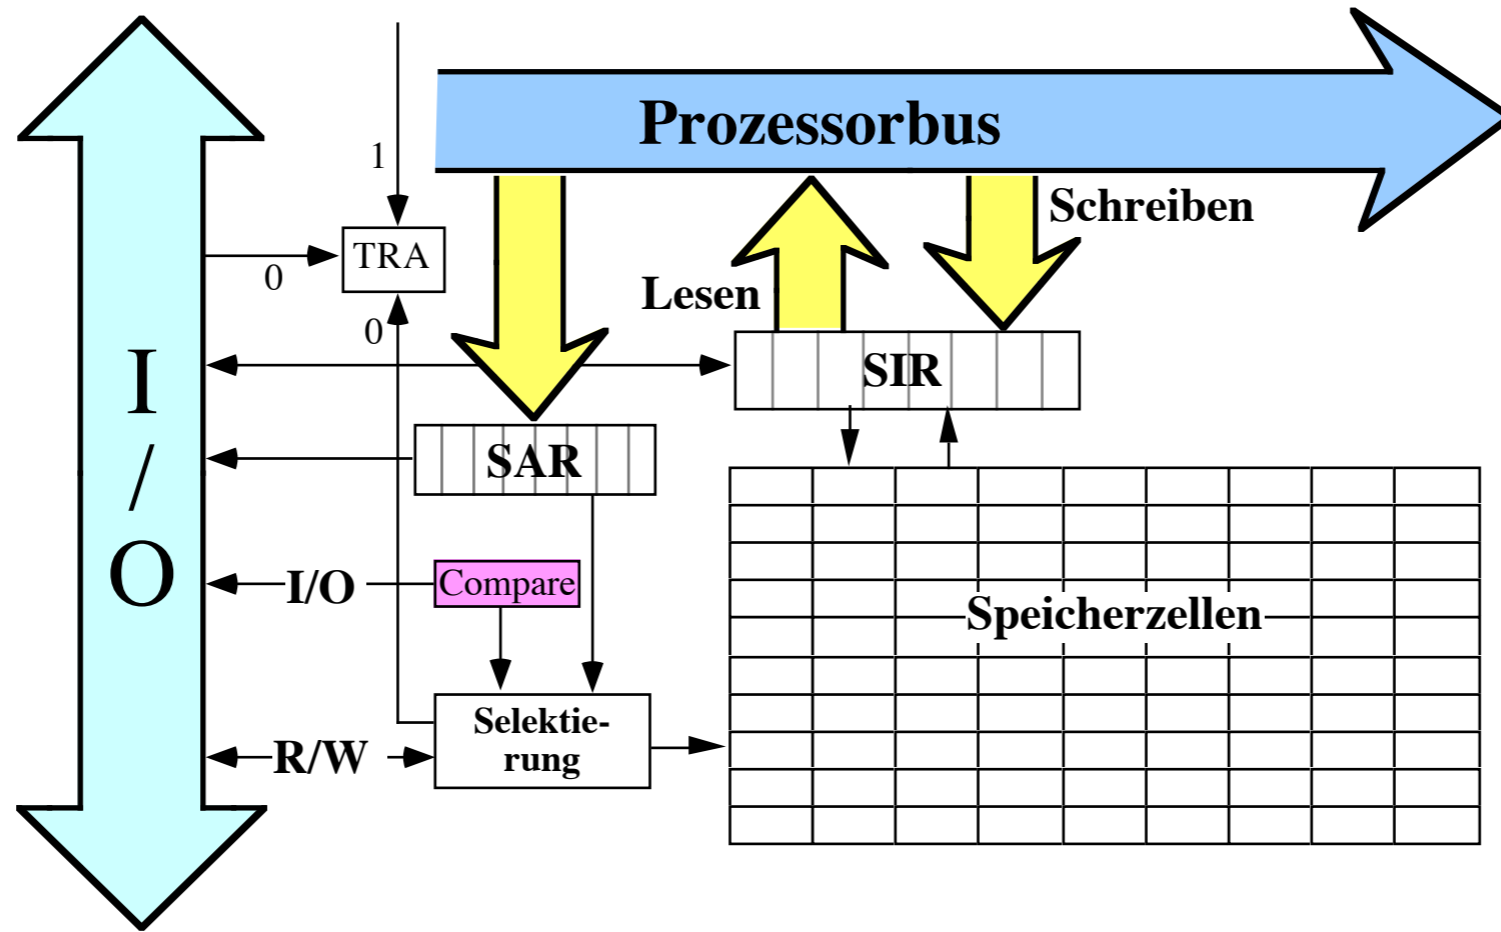 1
Prozessorbus
TRA
0
Schreiben
Lesen
0
SIR
SAR
I
/
O
I/O
Compare
Speicherzellen
Selektie-
rung
R/W